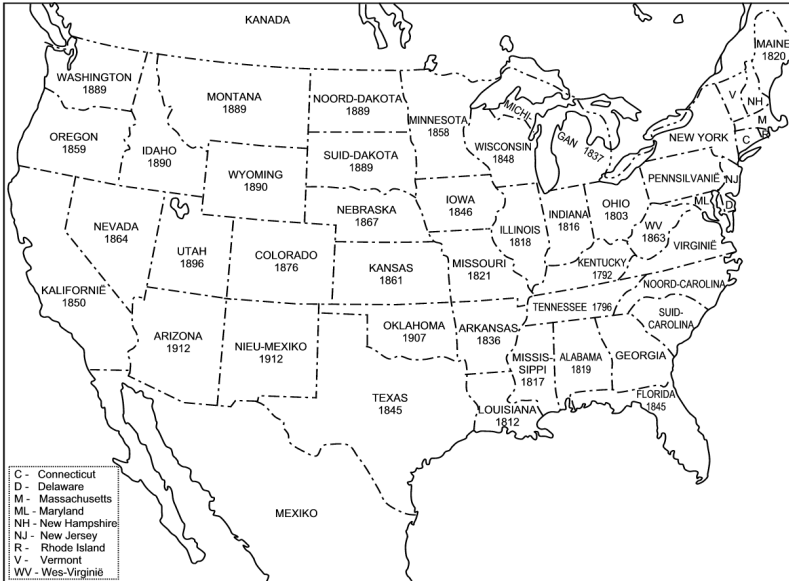 KANADA
WASHINGTON
1889
MONTANA
1889
NOORD-DAKOTA
1889
MINNESOTA
1858
MICHI-
GAN 1837
WISCONSIN
1848
MAINE
1820
V
NH
M
C
R
NEW YORK
OREGON
1859
IDAHO
1890
WYOMING
1890
SUID-DAKOTA
1889
NEBRASKA
1867
IOWA
1846
ILLINOIS
1818
INDIANA
1816
OHIO
1803
PENNSILVANIË
NJ
ML
D
WV
1863
VIRGINIË
NEVADA
1864
UTAH
1896
COLORADO
1876
KANSAS
1861
MISSOURI
1821
KENTUCKY
1792
KALIFORNIË
1850
ARIZONA
1912
NIEU-MEXIKO
1912
OKLAHOMA
1907
ARKANSAS
1836
TENNESSEE 1796
NOORD-CAROLINA
SUID-
CAROLINA
MISSIS-
SIPPI
1817
ALABAMA
1819
GEORGIA
TEXAS
1845
LOUISIANA
1812
FLORIDA
1845
MEXIKO
C - Connecticut
D - Delaware
M - Massachusetts
ML - Maryland
NH - New Hampshire
NJ - New Jersey
R - Rhode Island
V - Vermont
WV - Wes-Virginië